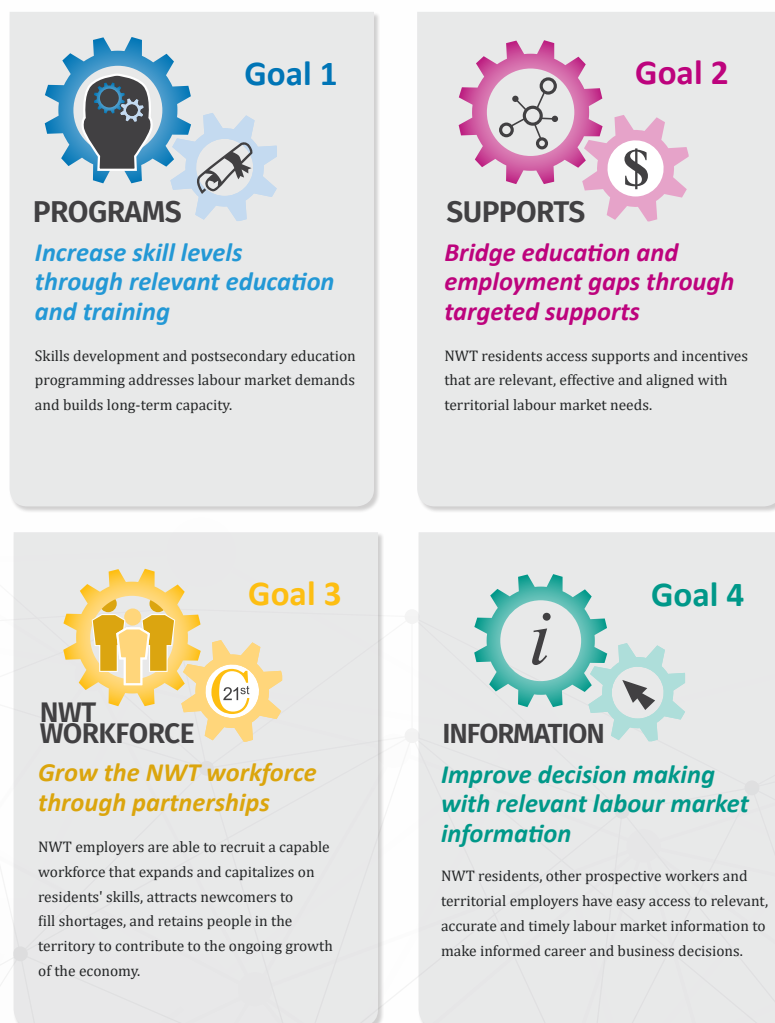 Goal 1
PROGRAMS
Increase skill levels
through relevant education
and training
Skills development and postsecondary education
programming addresses labour market demands
and builds long-term capacity.
Goal 2
$
SUPPORTS
Bridge education and
employment gaps through
targeted supports
NWT residents access supports and incentives
that are relevant, effective and aligned with
territorial labour market needs.
Goal 3
C
21st
NWT
WORKFORCE
Grow the NWT workforce
through partnerships
NWT employers are able to recruit a capable
workforce that expands and capitalizes on
residents' skills, attracts newcomers to
fill shortages, and retains people in the
territory to contribute to the ongoing growth
of the economy.
Goal 4
i
INFORMATION
Improve decision making
with relevant labour market
information
NWT residents, other prospective workers and
territorial employers have easy access to relevant,
accurate and timely labour market information to
make informed career and business decisions.